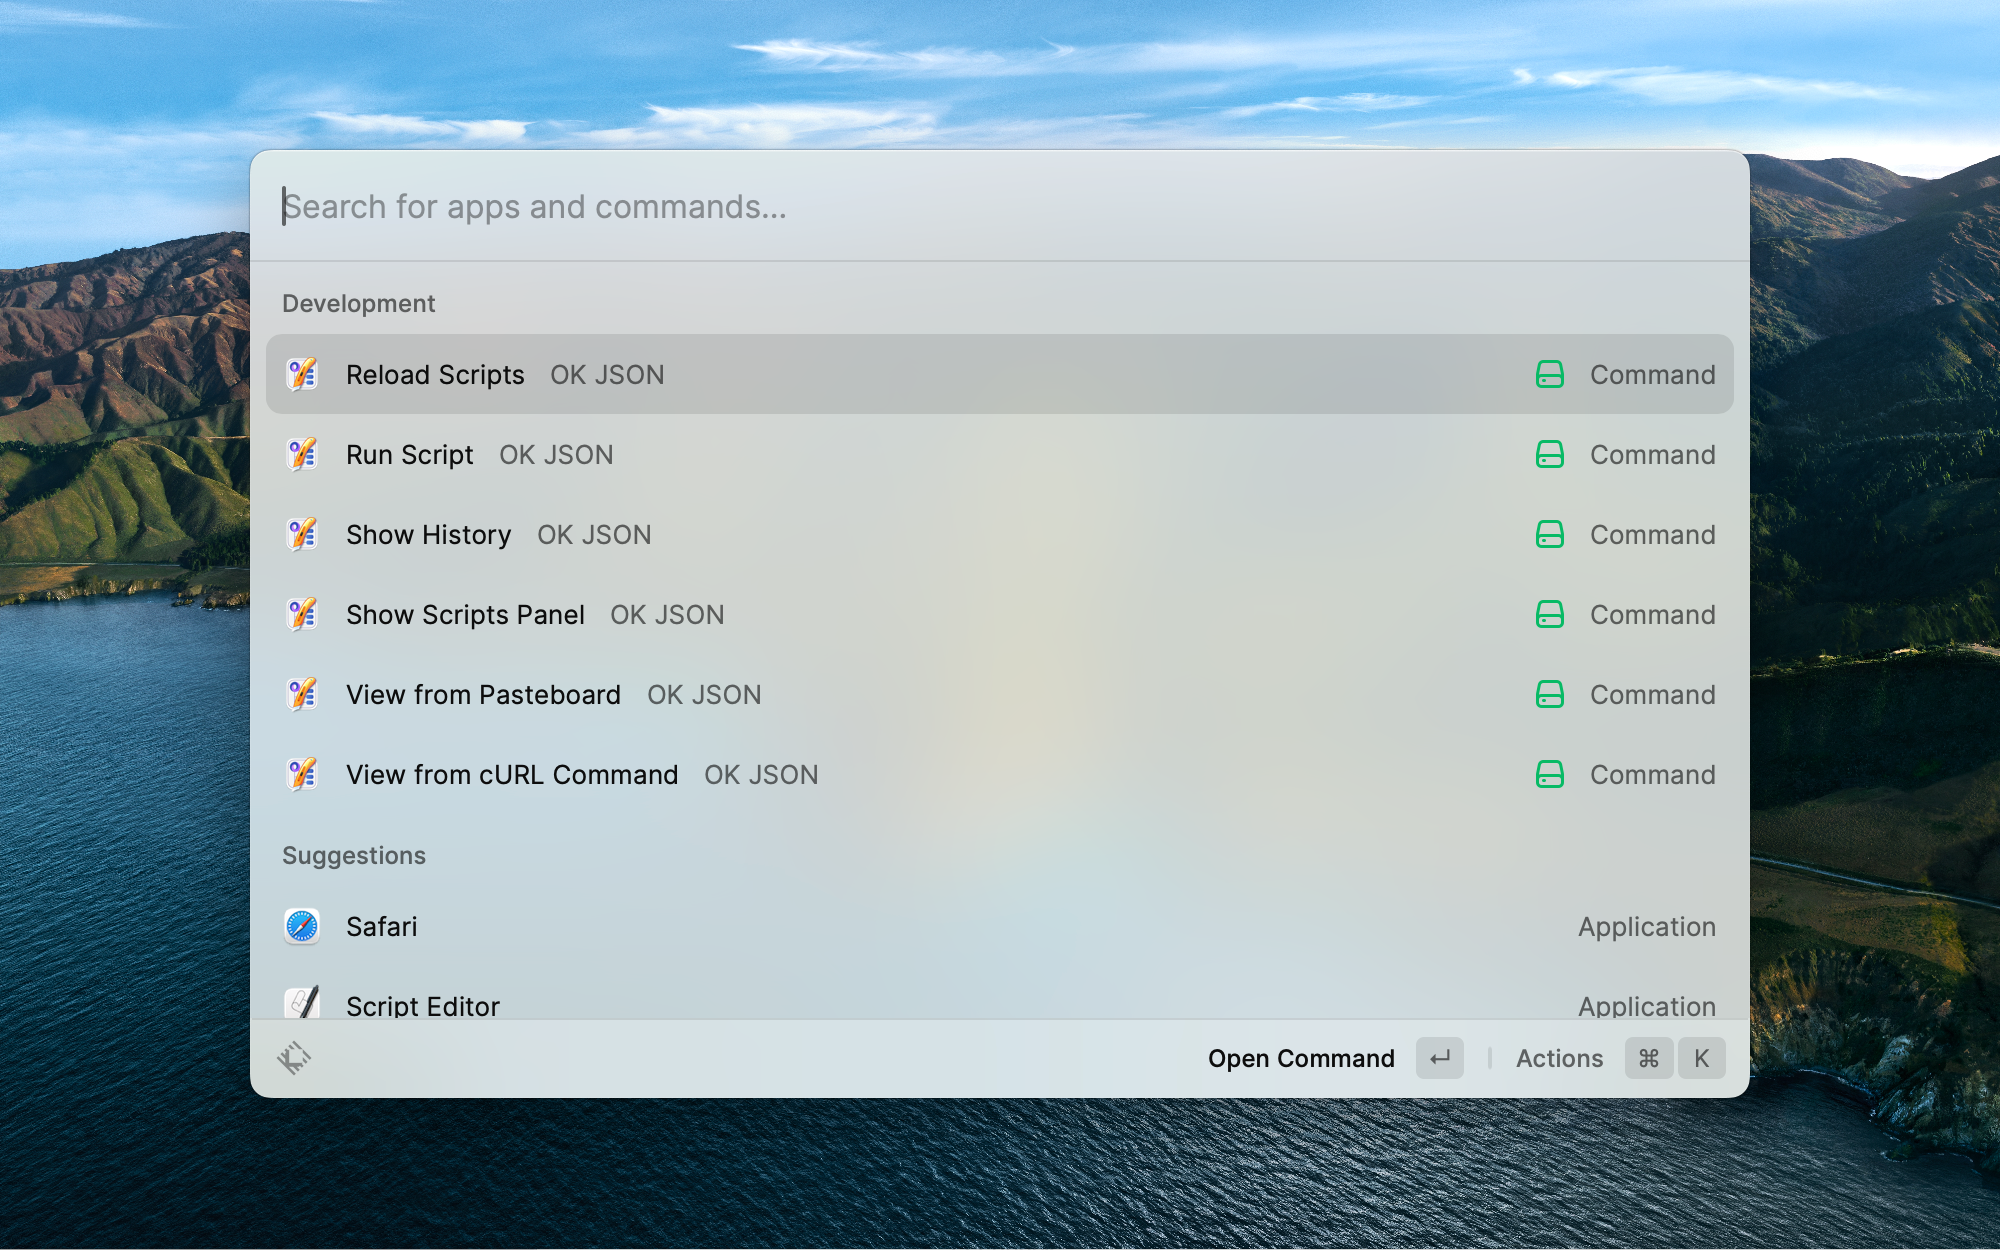 Search for apps and commands...
Development
Reload Scripts OK JSON Command
Run Script OK JSON Command
Show History OK JSON Command
Show Scripts Panel OK JSON Command
View from Pasteboard OK JSON Command
View from cURL Command OK JSON Command
Suggestions
Safari Application
Script Editor Application
Open Command ↵ Actions ⌘ K